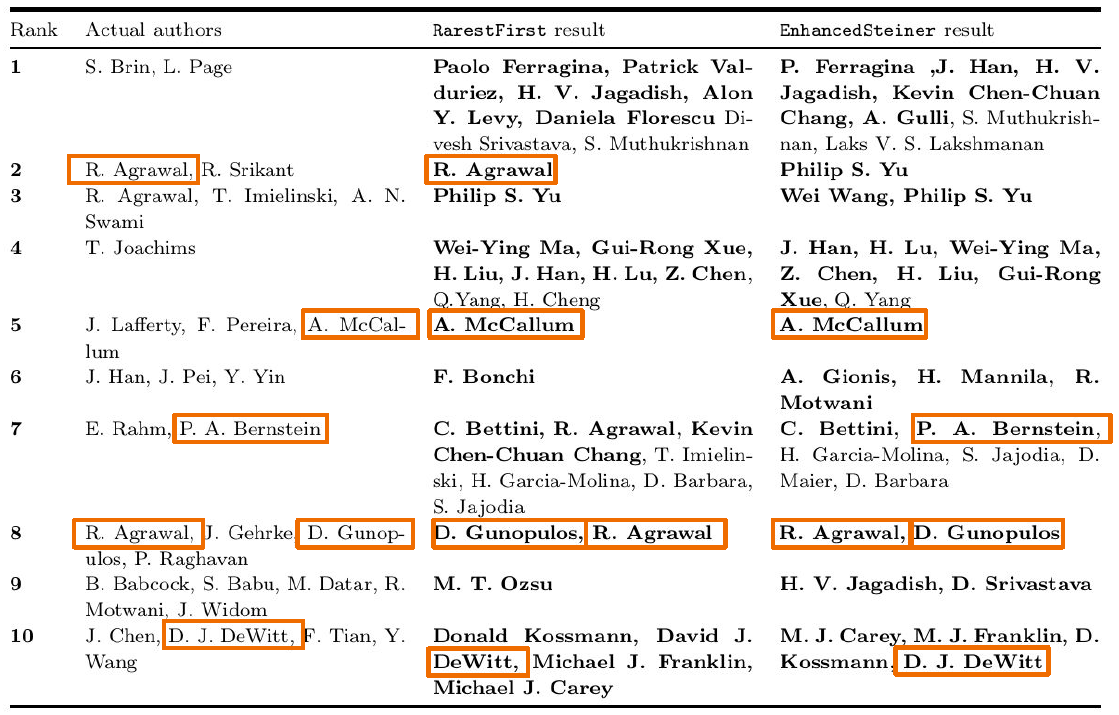 Rank Actual authors RarestFirst result EnhancedSteiner result
1 S. Brin, L. Page Paolo Ferragina, Patrick Val- P. Ferragina ,J. Han, H. V.
duriez, H. V. Jagadish, Alon Jagadish, Kevin Chen-Chuan
Y. Levy, Daniela Florescu Di- Chang, A. Gulli, S. Muthukrish-
vesh Srivastava, S. Muthukrishnan nan, Laks V. S. Lakshmanan
2 R. Agrawal, R. Srikant R. Agrawal Philip S. Yu
3 R. Agrawal, T. Imielinski, A. N. Philip S. Yu Wei Wang, Philip S. Yu
Swami
4 T. Joachims Wei-Ying Ma, Gui-Rong Xue, J. Han, H. Lu, Wei-Ying Ma,
H. Liu, J. Han, H. Lu, Z. Chen, Z. Chen, H. Liu, Gui-Rong
Q.Yang, H. Cheng Xue, Q. Yang
5 J. Lafferty, F. Pereira, A. McCal- A. McCallum A. McCallum
lum
6 J. Han, J. Pei, Y. Yin F. Bonchi A. Gionis, H. Mannila, R.
Motwani
7 E. Rahm, P. A. Bernstein C. Bettini, R. Agrawal, Kevin C. Bettini, P. A. Bernstein,
Chen-Chuan Chang, T. Imielin- H. Garcia-Molina, S. Jajodia, D.
ski, H. Garcia-Molina, D. Barbara, Maier, D. Barbara
S. Jajodia
8 R. Agrawal, J. Gehrke, D. Gunop- D. Gunopulos, R. Agrawal R. Agrawal, D. Gunopulos
ulos, P. Raghavan
9 B. Babcock, S. Babu, M. Datar, R. M. T. Ozsu H. V. Jagadish, D. Srivastava
Motwani, J. Widom
10 J. Chen, D. J. DeWitt, F. Tian, Y. Donald Kossmann, David J. M. J. Carey, M. J. Franklin, D.
Wang DeWitt, Michael J. Franklin, Kossmann, D. J. DeWitt
Michael J. Carey